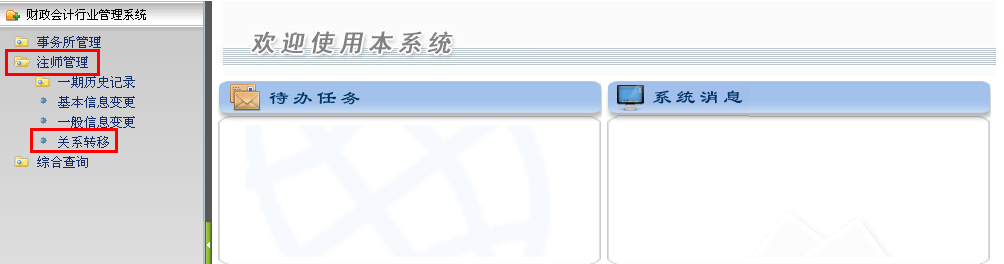 财政会计行业管理系统
事务所管理
注师管理
一期历史记录
基本信息变更
一般信息变更
关系转移
综合查询
欢迎使用本系统
待办任务
系统消息